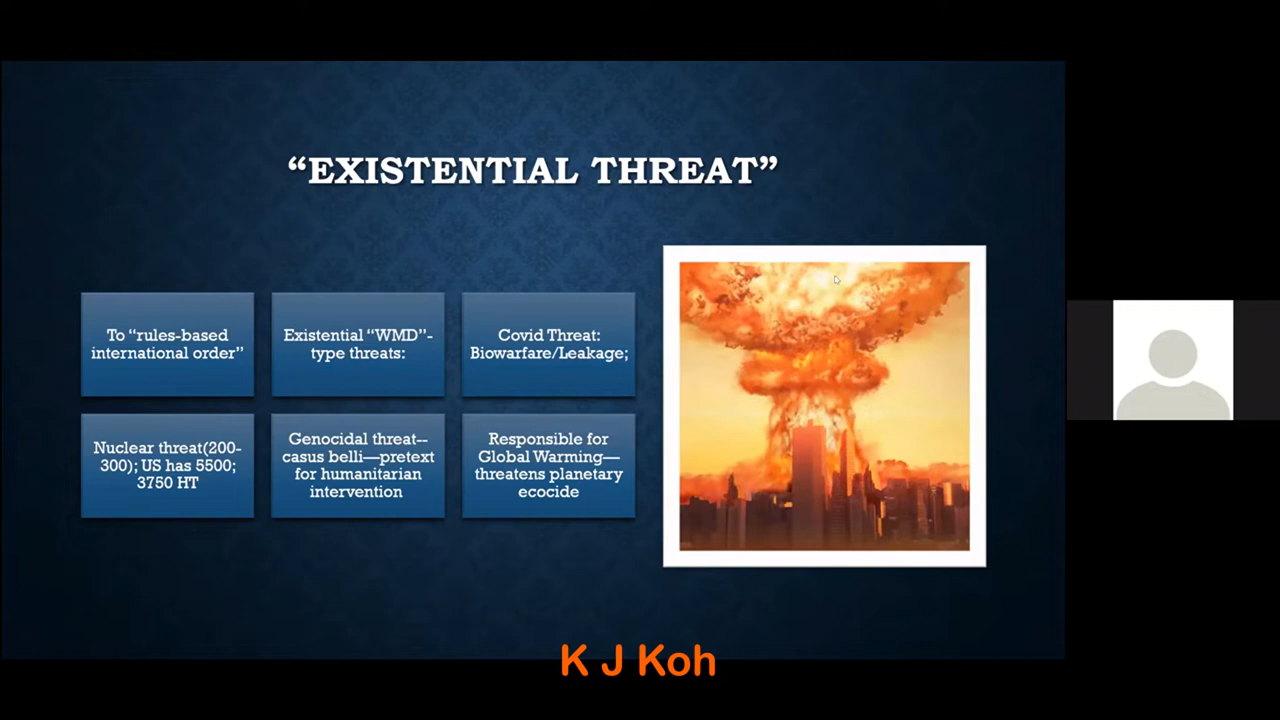 “EXISTENTIAL THREAT”
To “rules-based
international order”
Existential “WMD”-
type threats:
Covid Threat:
Biowarfare/Leakage;
Nuclear threat(200-
300); US has 5500;
3750 HT
Genocidal threat--
casus belli—pretext
for humanitarian
intervention
Responsible for
Global Warming—
threatens planetary
ecocide
K J Koh